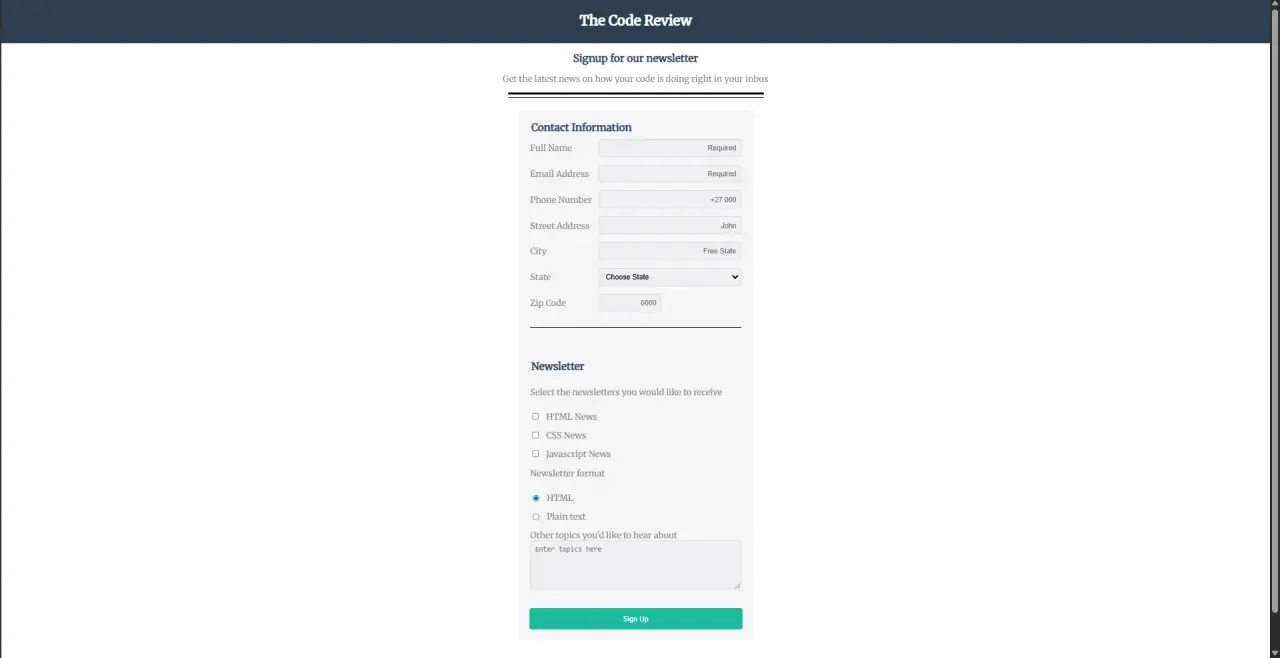 The Code Review
Signup for our newsletter
Get the latest news on how your code is doing right in your inbox
Contact Information
Full Name Required
Email Address Required
Phone Number +27 000
Street Address John
City Free State
State Choose State
Zip Code 0000
Newsletter
Select the newsletters you would like to receive
HTML News
CSS News
Javascript News
Newsletter format
HTML
Plain text
Other topics you'd like to hear about
Enter topics here
Sign Up